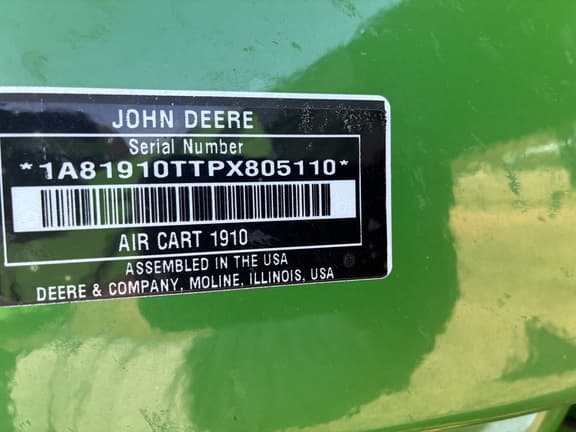 JOHN DEERE
Serial Number
*1A81910TTPX805110*
AIR CART 1910
ASSEMBLED IN THE USA
DEERE & COMPANY, MOLINE, ILLINOIS, USA